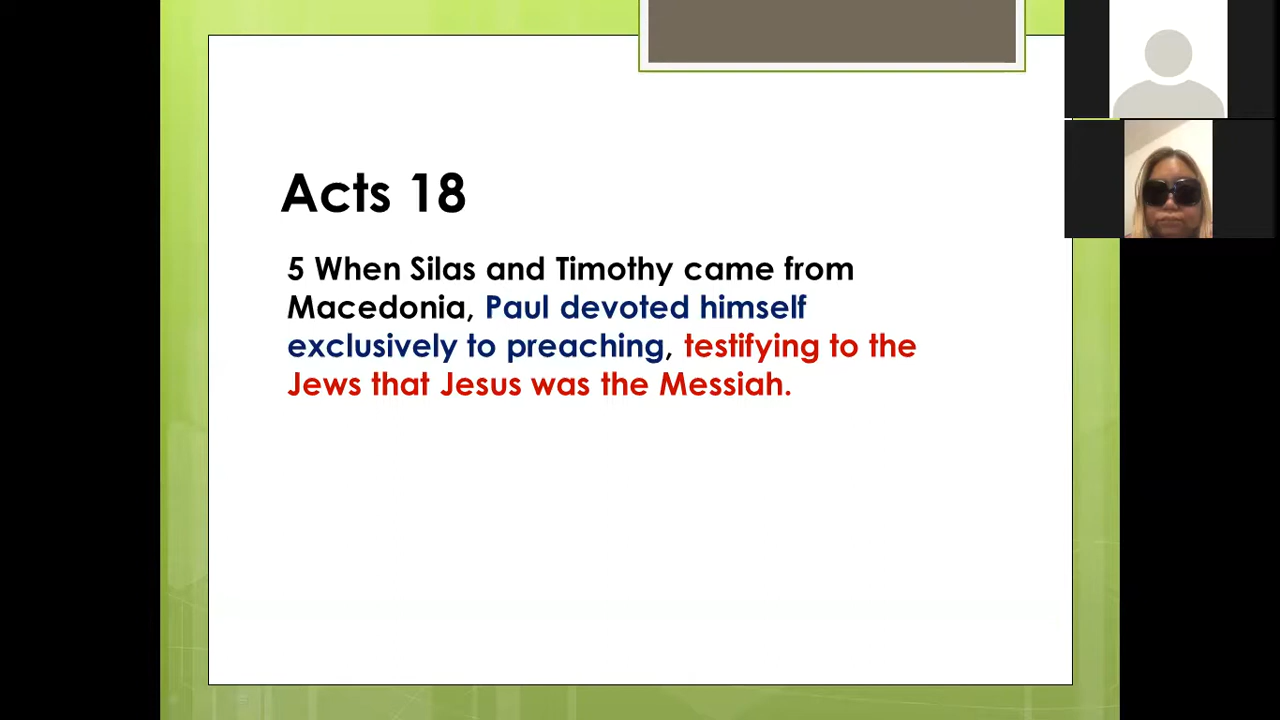 Acts 18
5 When Silas and Timothy came from
Macedonia, Paul devoted himself
exclusively to preaching, testifying to the
Jews that Jesus was the Messiah.